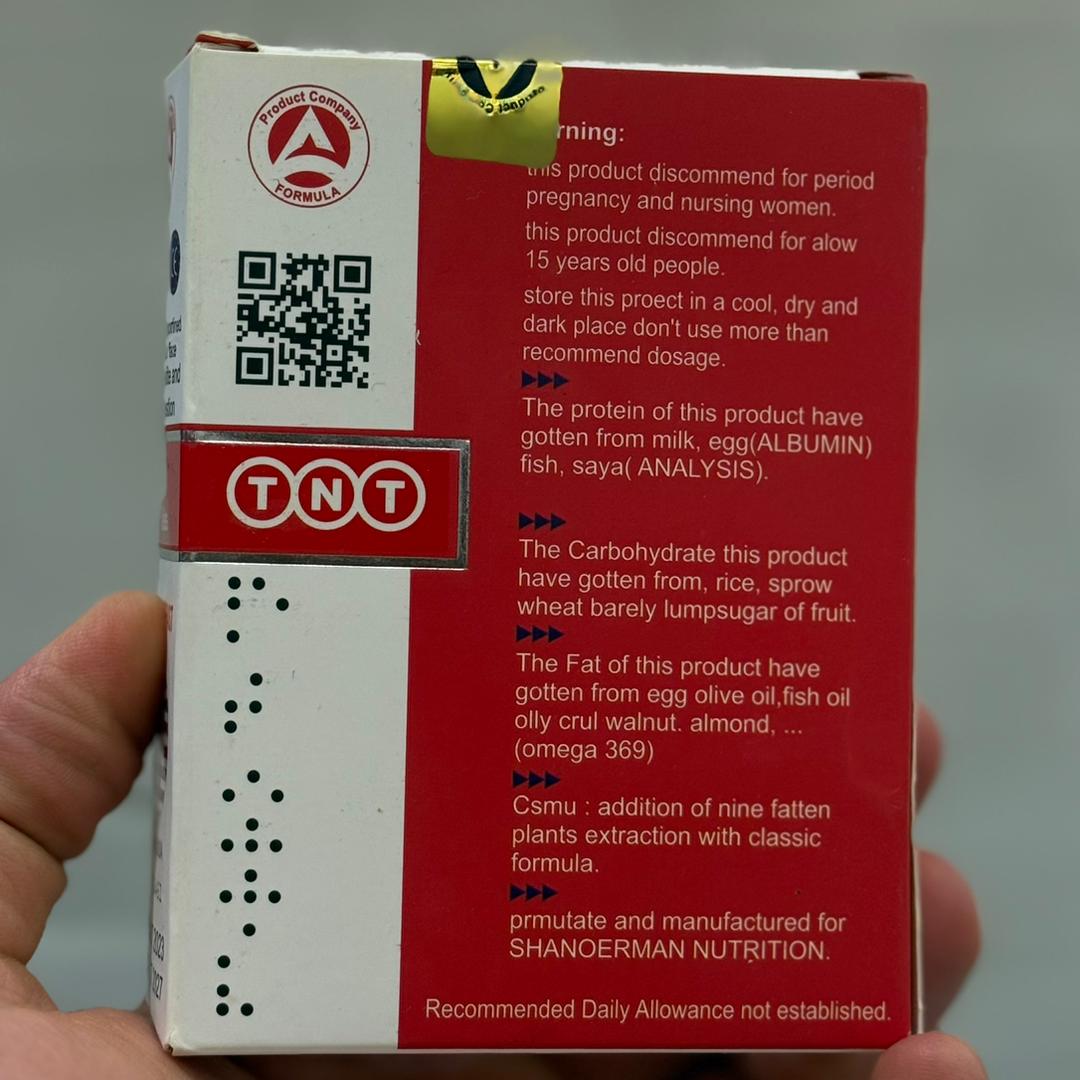 Product Company
FORMULA
TNT
rning:
this product discommend for period
pregnancy and nursing women.
this product discommend for alow
15 years old people.
store this proect in a cool, dry and
dark place don't use more than
recommend dosage.
The protein of this product have
gotten from milk, egg(ALBUMIN)
fish, saya( ANALYSIS).
The Carbohydrate this product
have gotten from, rice, sprow
wheat barely lumpsugar of fruit.
The Fat of this product have
gotten from egg olive oil,fish oil
olly crul walnut. almond, ...
(omega 369)
Csmu : addition of nine fatten
plants extraction with classic
formula.
prmutate and manufactured for
SHANOERMAN NUTRITION.
Recommended Daily Allowance not established.
CE
2023